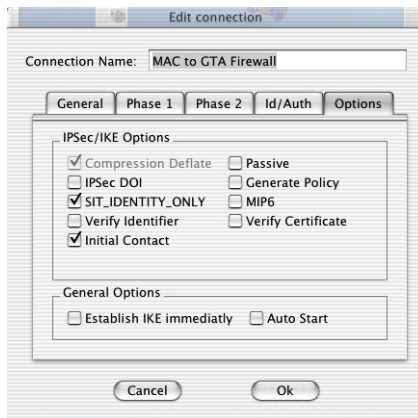 Edit connection
Connection Name: MAC to GTA Firewall
General Phase 1 Phase 2 Id/Auth Options
IPSec/IKE Options
Compression Deflate Passive
IPSec DOI Generate Policy
SIT_IDENTITY_ONLY MIP6
Verify Identifier Verify Certificate
Initial Contact
General Options
Establish IKE immediatly Auto Start
Cancel Ok